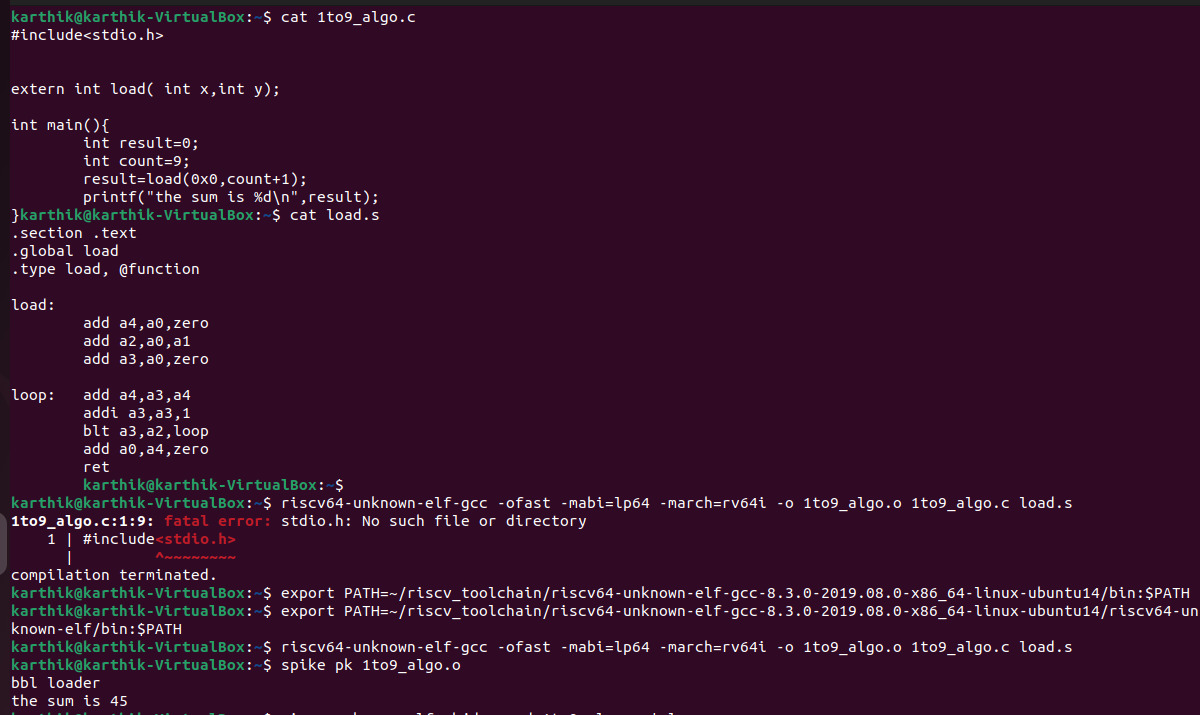 karthik@karthik-VirtualBox:~$ cat 1to9_algo.c
#include<stdio.h>
extern int load( int x,int y);
int main(){
int result=0;
int count=9;
result=load(0x0,count+1);
printf("the sum is %d\n",result);
}karthik@karthik-VirtualBox:~$ cat load.s
.section .text
.global load
.type load, @function
load:
add a4,a0,zero
add a2,a0,a1
add a3,a0,zero
loop: add a4,a3,a4
addi a3,a3,1
blt a3,a2,loop
add a0,a4,zero
ret
karthik@karthik-VirtualBox:~$
karthik@karthik-VirtualBox:~$ riscv64-unknown-elf-gcc -ofast -mabi=lp64 -march=rv64i -o 1to9_algo.o 1to9_algo.c load.s
1to9_algo.c:1:9: fatal error: stdio.h: No such file or directory
1 | #include<stdio.h>
| ^~~~~~~~~
compilation terminated.
karthik@karthik-VirtualBox:~$ export PATH=~/riscv_toolchain/riscv64-unknown-elf-gcc-8.3.0-2019.08.0-x86_64-linux-ubuntu14/bin:$PATH
karthik@karthik-VirtualBox:~$ export PATH=~/riscv_toolchain/riscv64-unknown-elf-gcc-8.3.0-2019.08.0-x86_64-linux-ubuntu14/riscv64-un
known-elf/bin:$PATH
karthik@karthik-VirtualBox:~$ riscv64-unknown-elf-gcc -ofast -mabi=lp64 -march=rv64i -o 1to9_algo.o 1to9_algo.c load.s
karthik@karthik-VirtualBox:~$ spike pk 1to9_algo.o
bbl loader
the sum is 45